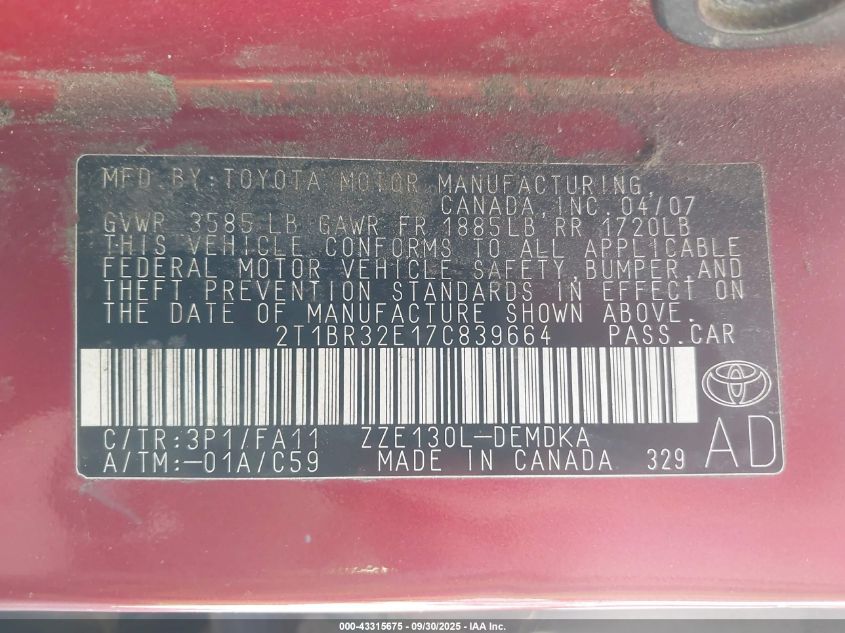 MFD BY: TOYOTA MOTOR MANUFACTURING,
CANADA, INC. 04/07
GVWR 3585 LB GAWR FR 1885LB RR 1720LB
THIS VEHICLE CONFORMS TO ALL APPLICABLE
FEDERAL MOTOR VEHICLE SAFETY, BUMPER, AND
THEFT PREVENTION STANDARDS IN EFFECT ON
THE DATE OF MANUFACTURE SHOWN ABOVE.
2T1BR32E17C839664 PASS. CAR
C/TR: 3P1/FA11 ZZE130L-DEMDKA
A/TM: -01A/C59 MADE IN CANADA 329
AD
000-43315675 - 09/30/2025 - IAA Inc.